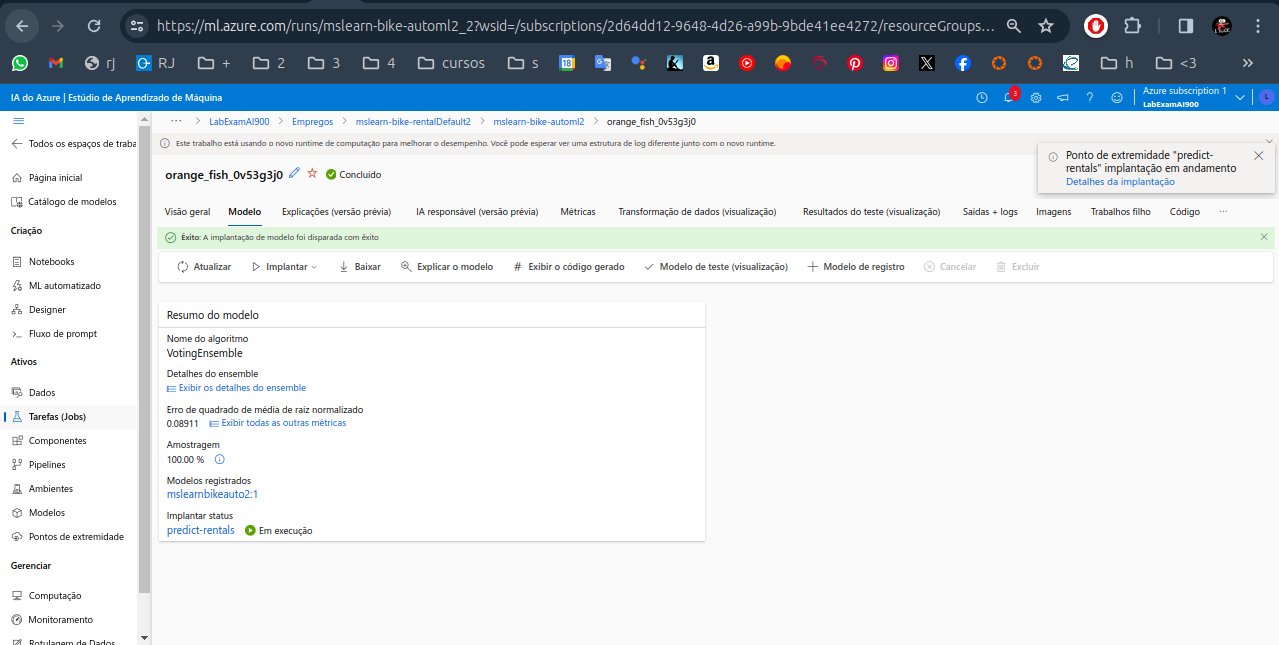 https://ml.azure.com/runs/mslearn-bike-automl2_2?wsid=/subscriptions/2d64dd12-9648-4d26-a99b-9bde41ee4272/resourceGroups...
rj RJ + 2 3 4 cursos s 18 h <3 »
IA do Azure | Estúdio de Aprendizado de Máquina
3
Azure subscription 1
LabExamAI900
L
Todos os espaços de traba
Página inicial
Catálogo de modelos
Criação
Notebooks
ML automatizado
Designer
Fluxo de prompt
Ativos
Dados
Tarefas (Jobs)
Componentes
Pipelines
Ambientes
Modelos
Pontos de extremidade
Gerenciar
Computação
Monitoramento
Rotulagem de Dados
··· > LabExamAI900 > Empregos > mslearn-bike-rentalDefault2 > mslearn-bike-automl2 > orange_fish_0v53g3j0
Este trabalho está usando o novo runtime de computação para melhorar o desempenho. Você pode esperar ver uma estrutura de log diferente junto com o novo runtime.
orange_fish_0v53g3j0 Concluído
Ponto de extremidade "predict-
rentals" implantação em andamento
Detalhes da implantação
Visão geral Modelo Explicações (versão prévia) IA responsável (versão prévia) Métricas Transformação de dados (visualização) Resultados do teste (visualização) Saídas + logs Imagens Trabalhos filho Código ···
Êxito: A implantação de modelo foi disparada com êxito
Atualizar Implantar Baixar Explicar o modelo # Exibir o código gerado Modelo de teste (visualização) Modelo de registro Cancelar Excluir
Resumo do modelo
Nome do algoritmo
VotingEnsemble
Detalhes do ensemble
Exibir os detalhes do ensemble
Erro de quadrado de média de raiz normalizado
0.08911 Exibir todas as outras métricas
Amostragem
100.00 %
Modelos registrados
mslearnbikeauto2:1
Implantar status
predict-rentals Em execução